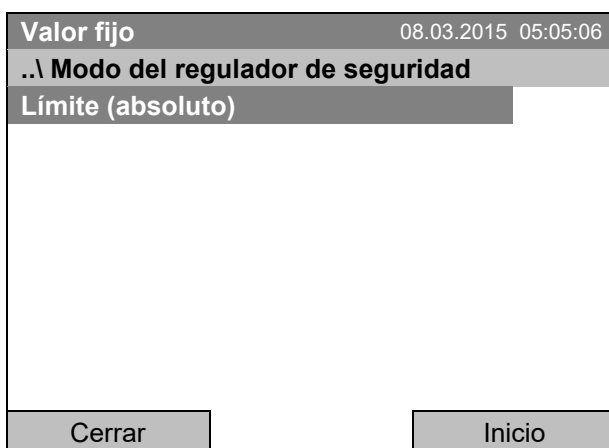 Valor fijo 08.03.2015 05:05:06
..\ Modo del regulador de seguridad
Límite (absoluto)
Cerrar Inicio